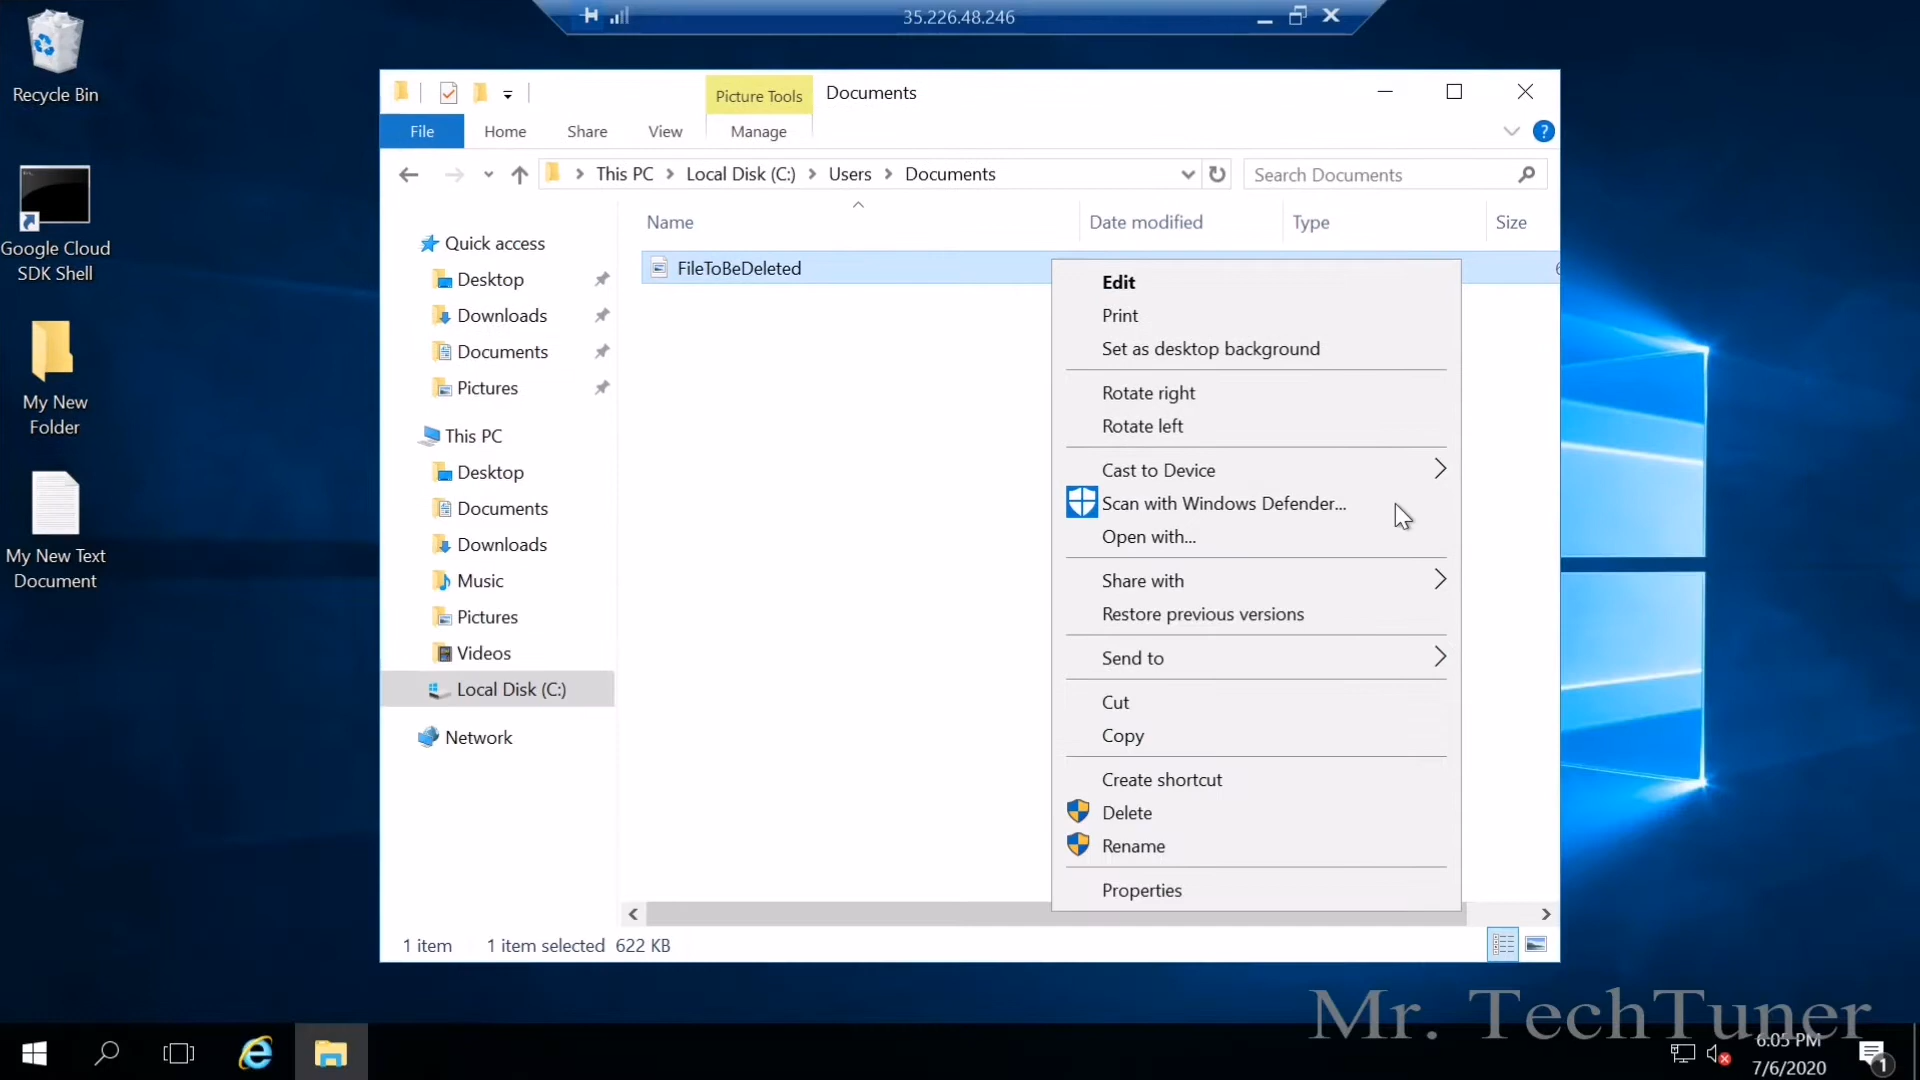 35.226.48.246
Recycle Bin
Google Cloud
SDK Shell
My New
Folder
My New Text
Document
Picture Tools
Documents
File
Home
Share
View
Manage
?
This PC
Local Disk (C:)
Users
Documents
Search Documents
Name
Date modified
Type
Size
Quick access
Desktop
Downloads
Documents
Pictures
This PC
Desktop
Documents
Downloads
Music
Pictures
Videos
Local Disk (C:)
Network
FileToBeDeleted
Edit
Print
Set as desktop background
Rotate right
Rotate left
Cast to Device
Scan with Windows Defender...
Open with...
Share with
Restore previous versions
Send to
Cut
Copy
Create shortcut
Delete
Rename
Properties
1 item
1 item selected 622 KB
Mr. TechTuner
6:05 PM
7/6/2020
1